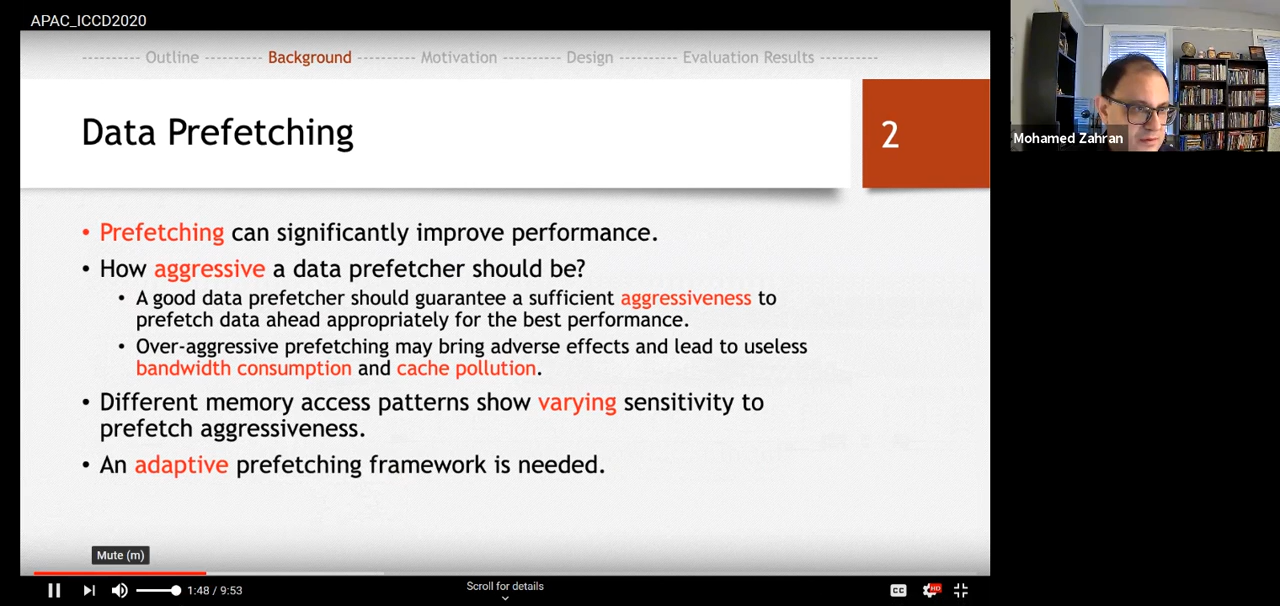 APAC_ICCD2020
Outline Background Motivation Design Evaluation Results
Data Prefetching
2
Mohamed Zahran
• Prefetching can significantly improve performance.
• How aggressive a data prefetcher should be?
• A good data prefetcher should guarantee a sufficient aggressiveness to
prefetch data ahead appropriately for the best performance.
• Over-aggressive prefetching may bring adverse effects and lead to useless
bandwidth consumption and cache pollution.
• Different memory access patterns show varying sensitivity to
prefetch aggressiveness.
• An adaptive prefetching framework is needed.
Mute (m)
1:48 / 9:53
Scroll for details
CC
HD